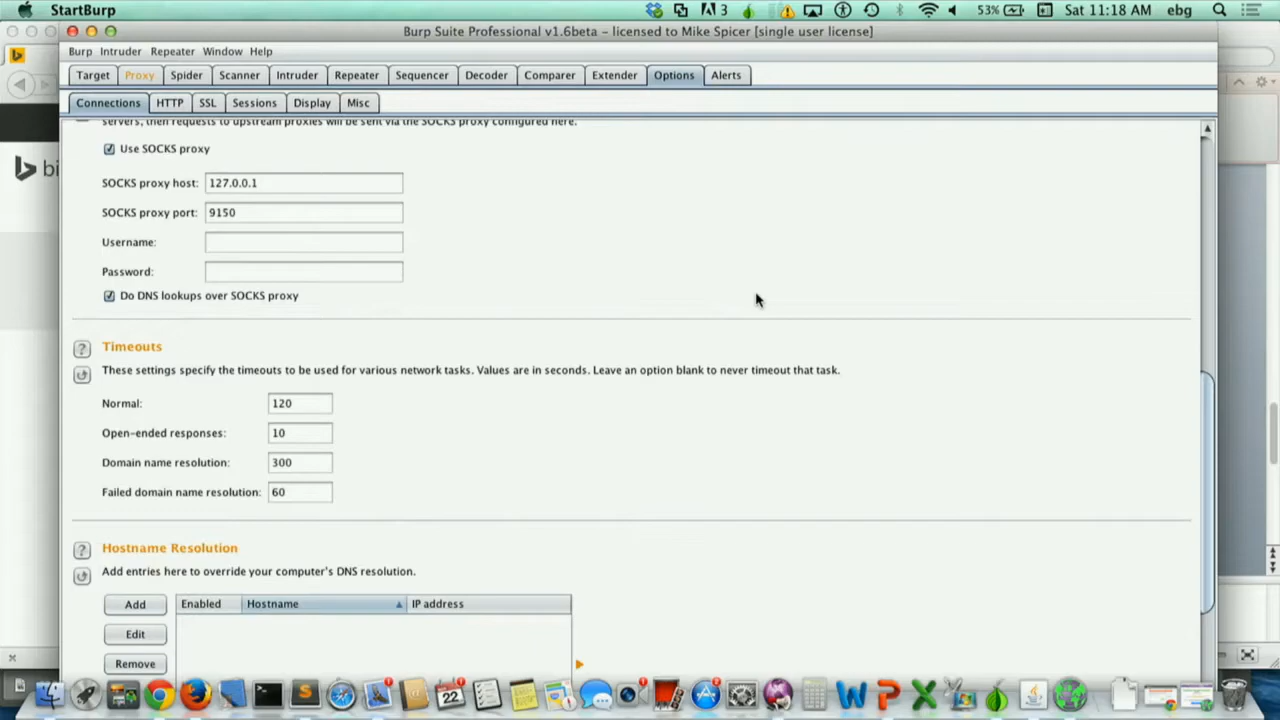 StartBurp
3
53%
Sat 11:18 AM
ebg
Burp Suite Professional v1.6beta – licensed to Mike Spicer [single user license]
Burp Intruder Repeater Window Help
Target Proxy Spider Scanner Intruder Repeater Sequencer Decoder Comparer Extender Options Alerts
Connections HTTP SSL Sessions Display Misc
servers, then requests to upstream proxies will be sent via the SOCKS proxy configured here.
Use SOCKS proxy
bi
SOCKS proxy host: 127.0.0.1
SOCKS proxy port: 9150
Username:
Password:
Do DNS lookups over SOCKS proxy
Timeouts
These settings specify the timeouts to be used for various network tasks. Values are in seconds. Leave an option blank to never timeout that task.
Normal: 120
Open-ended responses: 10
Domain name resolution: 300
Failed domain name resolution: 60
Hostname Resolution
Add entries here to override your computer's DNS resolution.
Add Enabled Hostname IP address
Edit
Remove
22